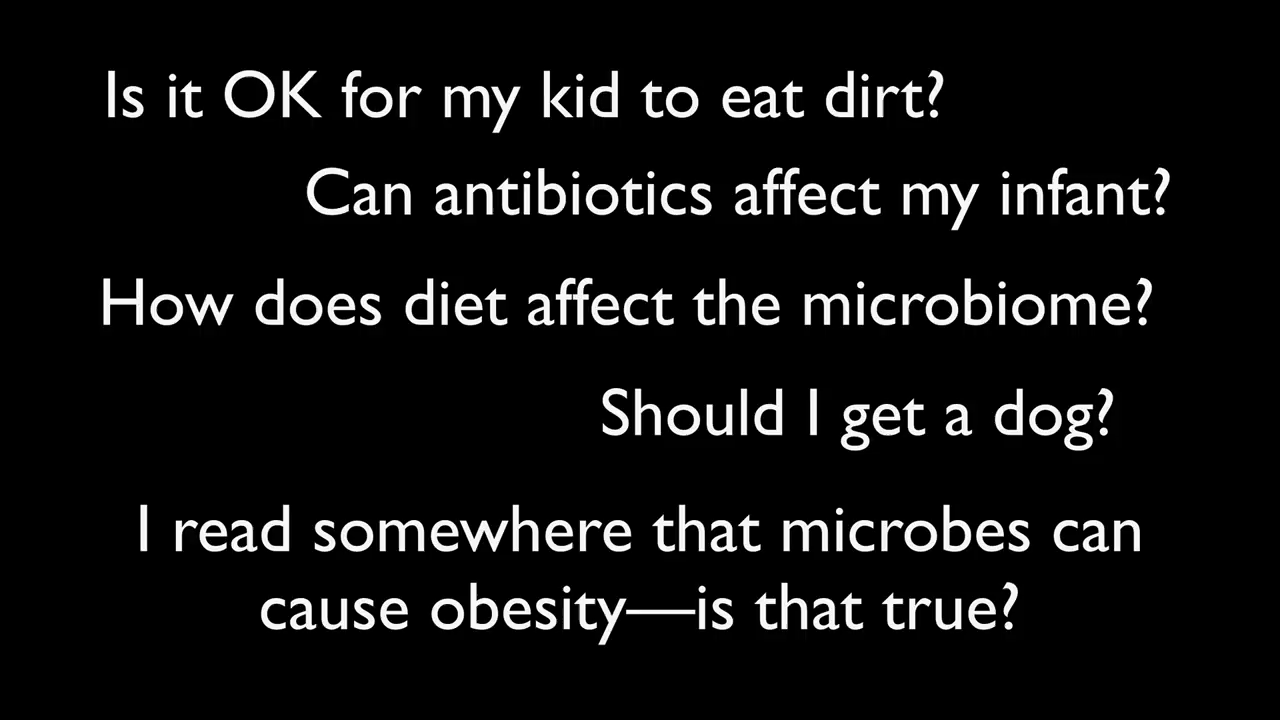 Is it OK for my kid to eat dirt?
Can antibiotics affect my infant?
How does diet affect the microbiome?
Should I get a dog?
I read somewhere that microbes can
cause obesity—is that true?